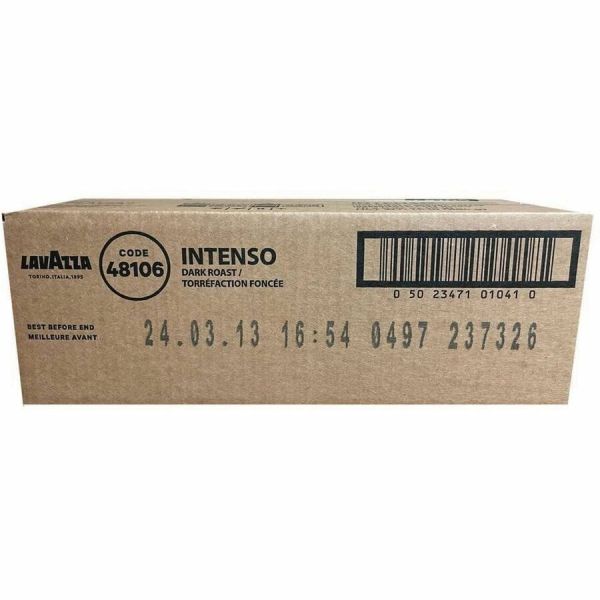 LAVAZZA
TORINO, ITALIA, 1895
CODE
48106
INTENSO
DARK ROAST /
TORRÉFACTION FONCÉE
0 50 23471 01041 0
BEST BEFORE END
MEILLEURE AVANT
24.03.13 16:54 0497 237326